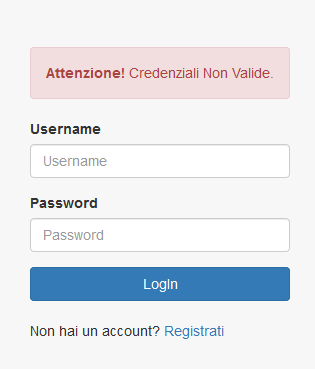 Attenzione! Credenziali Non Valide.
Username
Username
Password
Password
LogIn
Non hai un account? Registrati